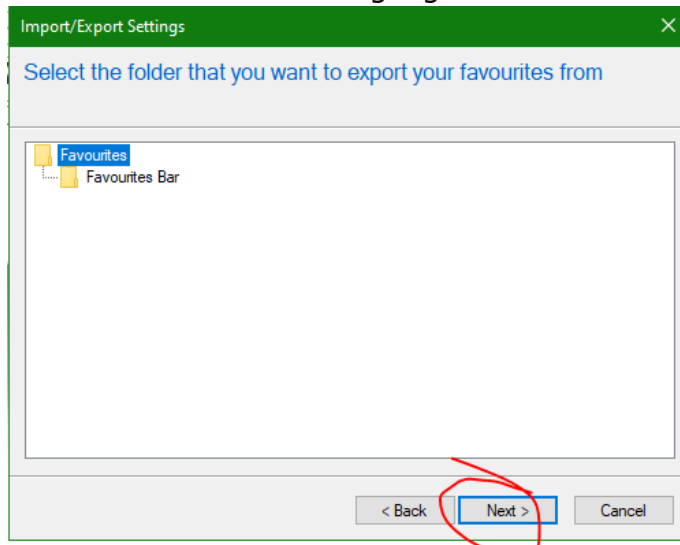 Import/Export Settings
Select the folder that you want to export your favourites from
Favourites
Favourites Bar
< Back Next > Cancel